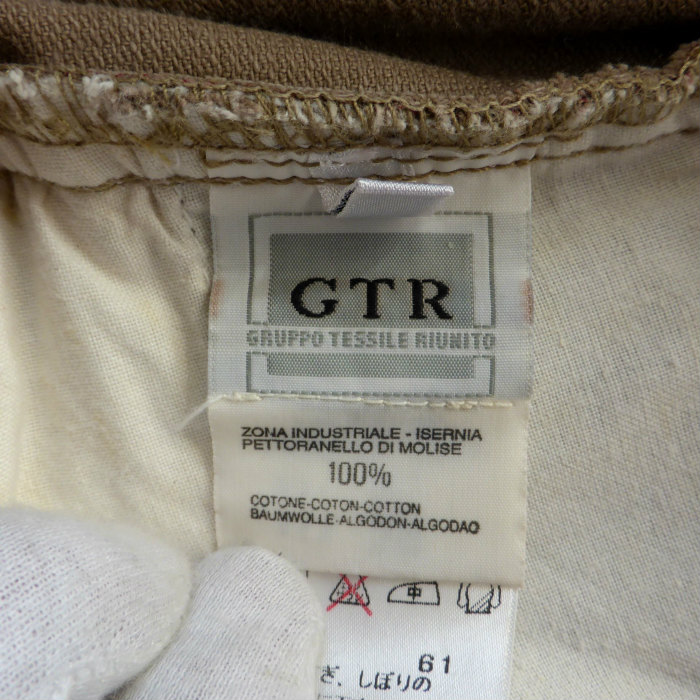 GTR
GRUPPO TESSILE RIUNITO
ZONA INDUSTRIALE - ISERNIA
PETTORANELLO DI MOLISE
100%
COTONE-COTON-COTTON
BAUMWOLLE-ALGODON-ALGODAO
中
61
ぎ、しぼりの